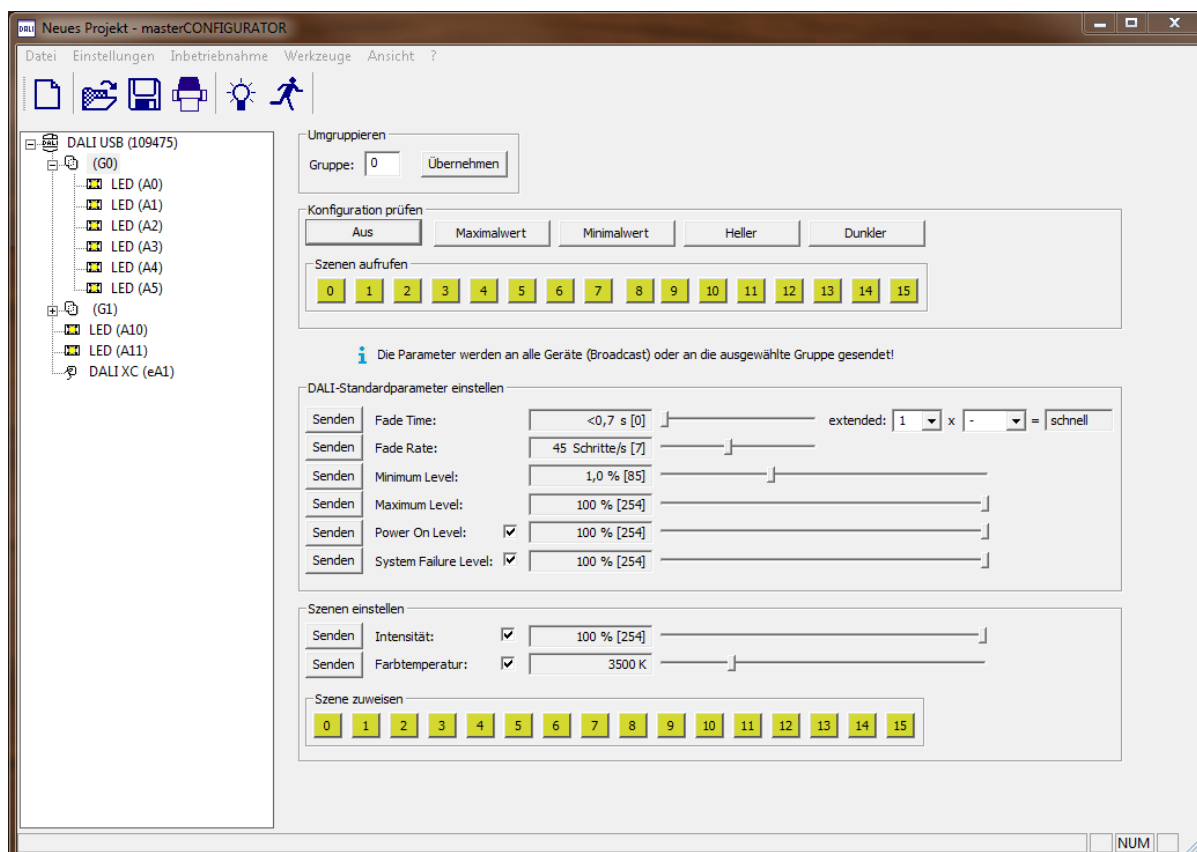 DALI Neues Projekt - masterCONFIGURATOR
Datei Einstellungen Inbetriebnahme Werkzeuge Ansicht ?
DALI DALI USB (109475)
(G0)
LED (A0)
LED (A1)
LED (A2)
LED (A3)
LED (A4)
LED (A5)
(G1)
LED (A10)
LED (A11)
DALI XC (eA1)
Umgruppieren
Gruppe: 0 Übernehmen
Konfiguration prüfen
Aus Maximalwert Minimalwert Heller Dunkler
Szenen aufrufen
0 1 2 3 4 5 6 7 8 9 10 11 12 13 14 15
i Die Parameter werden an alle Geräte (Broadcast) oder an die ausgewählte Gruppe gesendet!
DALI-Standardparameter einstellen
Senden Fade Time: <0,7 s [0] extended: 1 x - = schnell
Senden Fade Rate: 45 Schritte/s [7]
Senden Minimum Level: 1,0 % [85]
Senden Maximum Level: 100 % [254]
Senden Power On Level: 100 % [254]
Senden System Failure Level: 100 % [254]
Szenen einstellen
Senden Intensität: 100 % [254]
Senden Farbtemperatur: 3500 K
Szene zuweisen
0 1 2 3 4 5 6 7 8 9 10 11 12 13 14 15
NUM